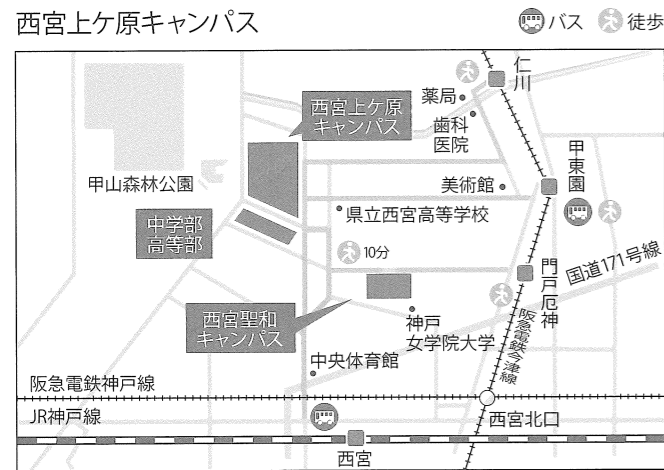 西宮上ケ原キャンパス
バス
徒歩
仁川
薬局
歯科
医院
西宮上ケ原
キャンパス
甲東園
甲山森林公園
美術館
県立西宮高等学校
中学部
高等部
10分
国道171号線
門戸厄神
西宮聖和
キャンパス
神戸
女学院大学
阪急電鉄今津線
中央体育館
阪急電鉄神戸線
西宮北口
JR神戸線
西宮